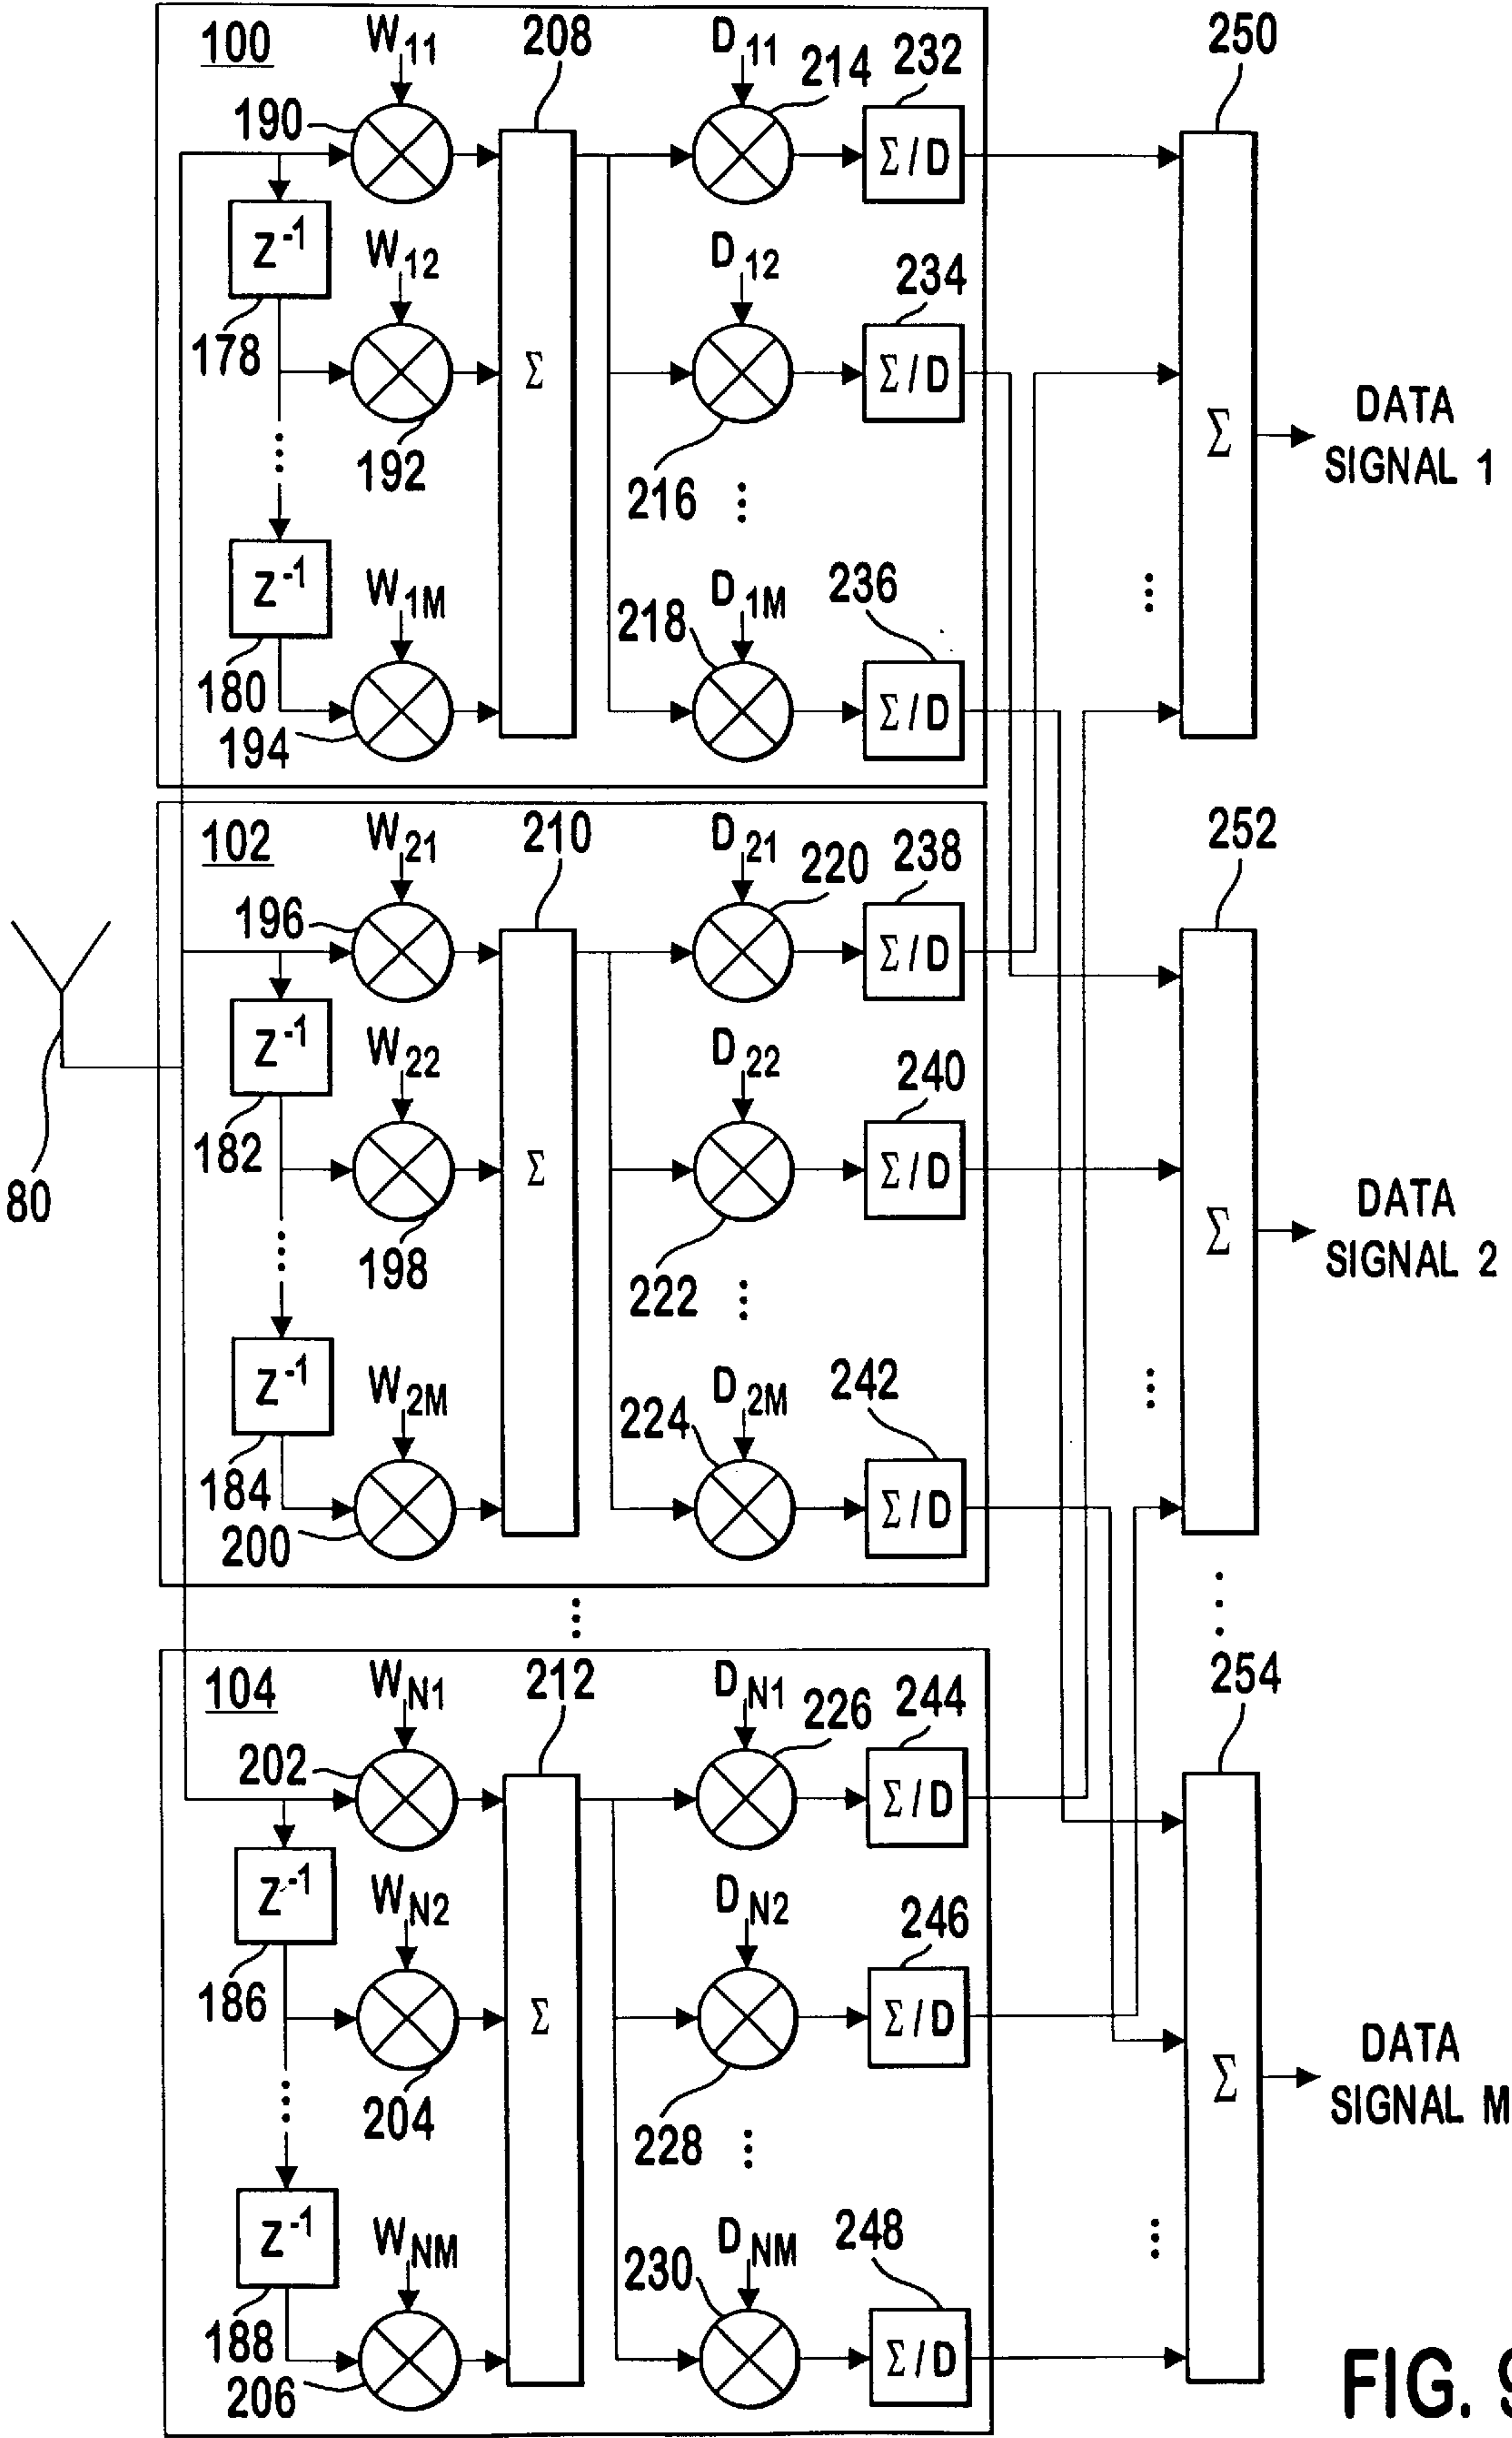 100 W11 208 D11 214 232 250
190 Σ/D
Z-1 W12 D12 234
178 Σ Σ/D DATA
192 216 Σ SIGNAL 1
Z-1 W1M D1M 236
180 218 Σ/D
194
102 W21 210 D21 220 238 252
196 Σ/D
Z-1 W22 D22 240
182 Σ Σ/D DATA
80 198 222 Σ SIGNAL 2
Z-1 W2M D2M 242
184 224 Σ/D
200
104 WN1 212 DN1 226 244 254
202 Σ/D
Z-1 WN2 DN2 246
186 Σ Σ/D DATA
204 228 Σ SIGNAL M
Z-1 WNM DNM 248
188 230 Σ/D
206
FIG. 9